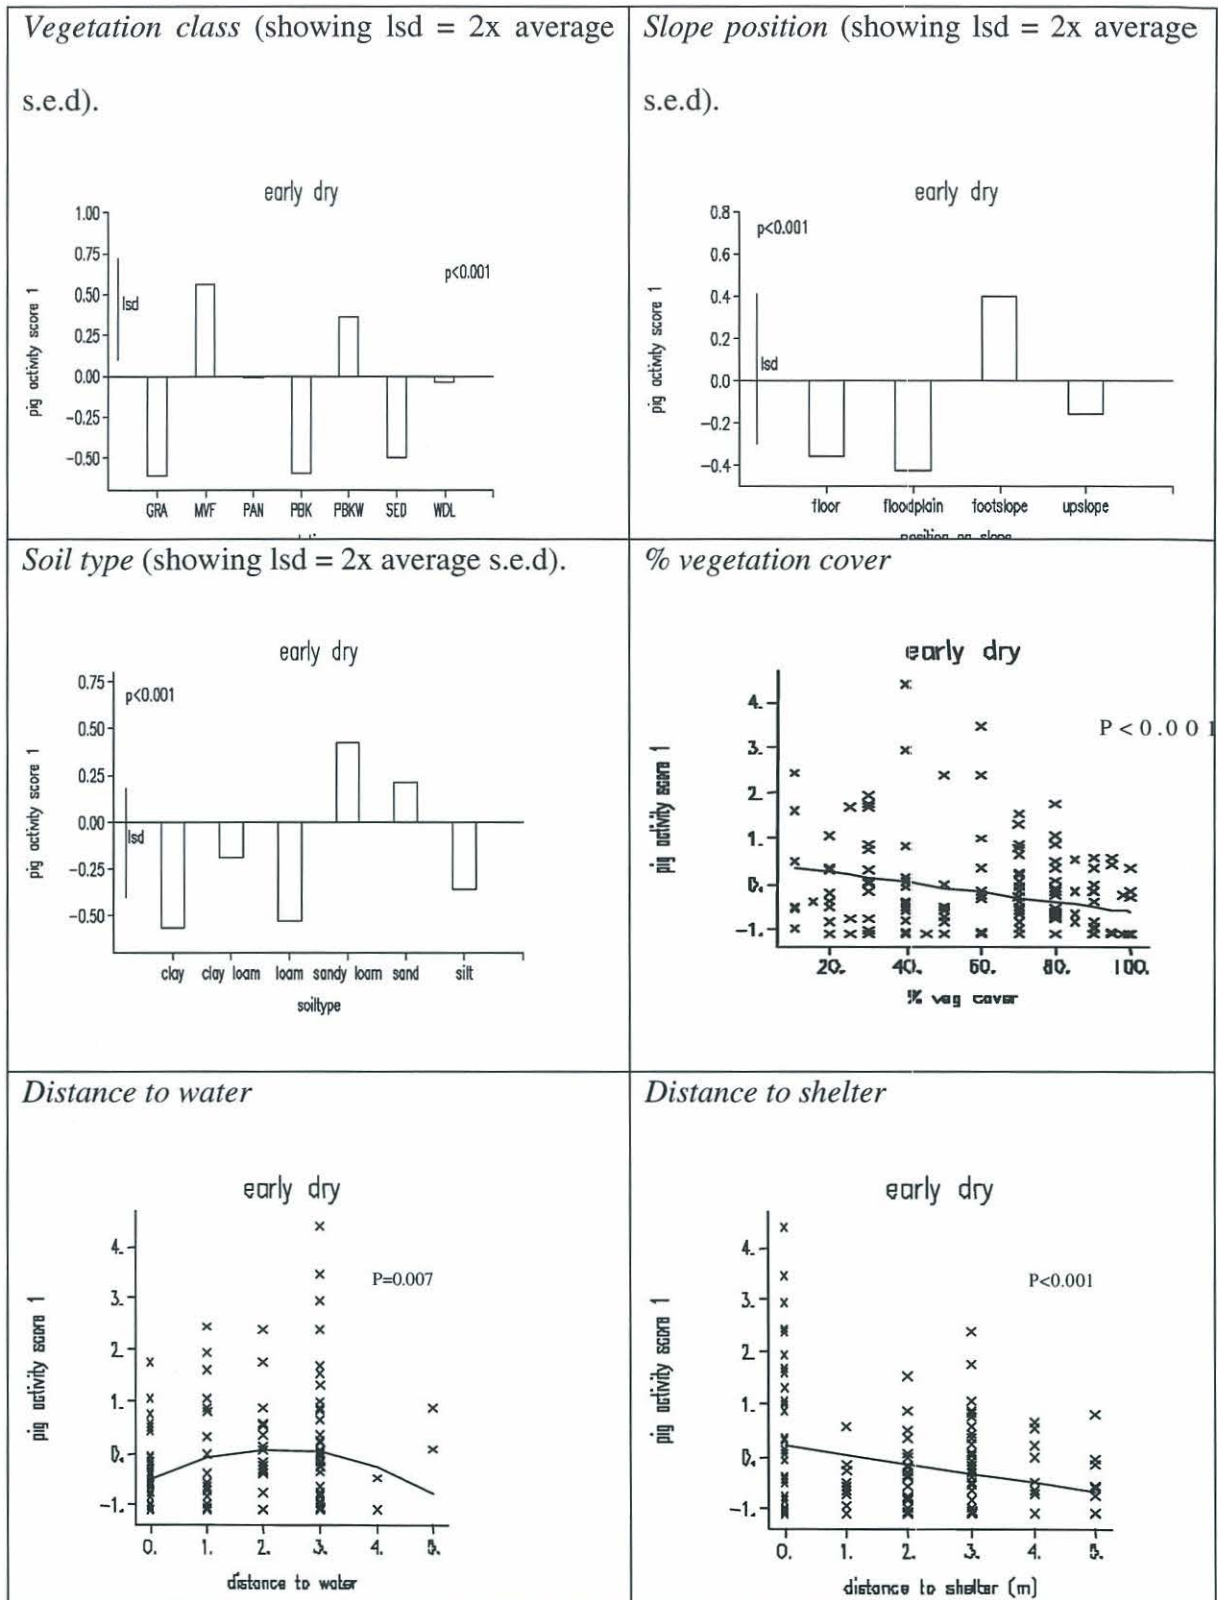 Vegetation class (showing lsd = 2x average
s.e.d).
early dry
1.00
0.75
0.50
0.25
0.00
−0.25
−0.50
pig activity score 1
lsd
p<0.001
GRA MVF PAN PBK PBKW SED WDL
Slope position (showing lsd = 2x average
s.e.d).
early dry
0.8
0.6
0.4
0.2
0.0
−0.2
−0.4
pig activity score 1
p<0.001
lsd
floor floodplain footslope upslope
position on slope
Soil type (showing lsd = 2x average s.e.d).
early dry
0.75
0.50
0.25
0.00
−0.25
−0.50
pig activity score 1
p<0.001
lsd
clay clay loam loam sandy loam sand silt
soiltype
% vegetation cover
early dry
4.
3.
2.
1.
0.
−1.
pig activity score 1
P<0.001
20. 40. 60. 80. 100.
% veg cover
Distance to water
early dry
4.
3.
2.
1.
0.
−1.
pig activity score 1
P=0.007
0. 1. 2. 3. 4. 5.
distance to water
Distance to shelter
early dry
4.
3.
2.
1.
0.
−1.
pig activity score 1
P<0.001
0. 1. 2. 3. 4. 5.
distance to shelter (m)